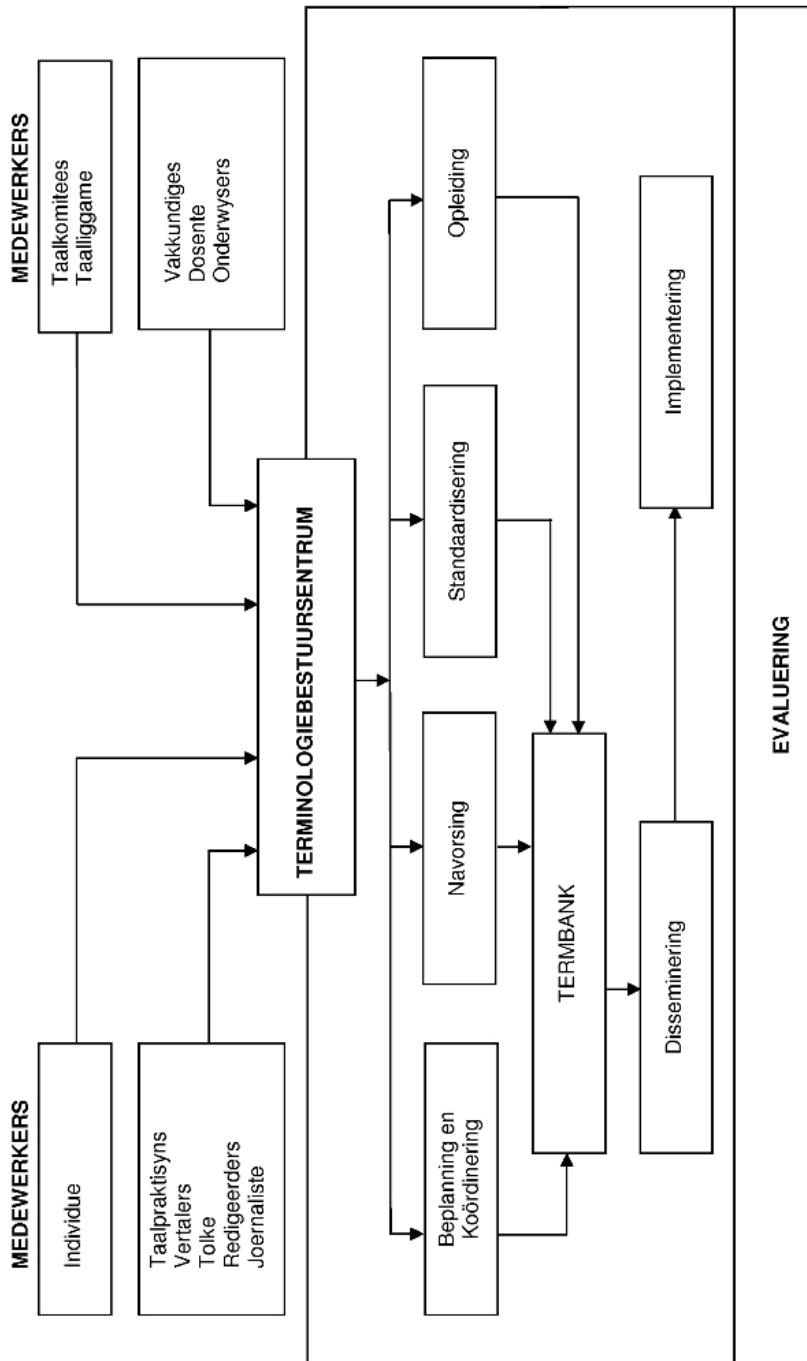 MEDEWERKERS
Individue
Taalpraktisyns
Vertalers
Tolke
Redigeerders
Joernaliste
MEDEWERKERS
Taalkomitees
Taalliggame
Vakkundiges
Dosente
Onderwysers
TERMINOLOGIEBESTUURSENTRUM
Beplanning en
Koördinering
Navorsing
Standaardisering
Opleiding
TERMBANK
Disseminering
Implementering
EVALUERING